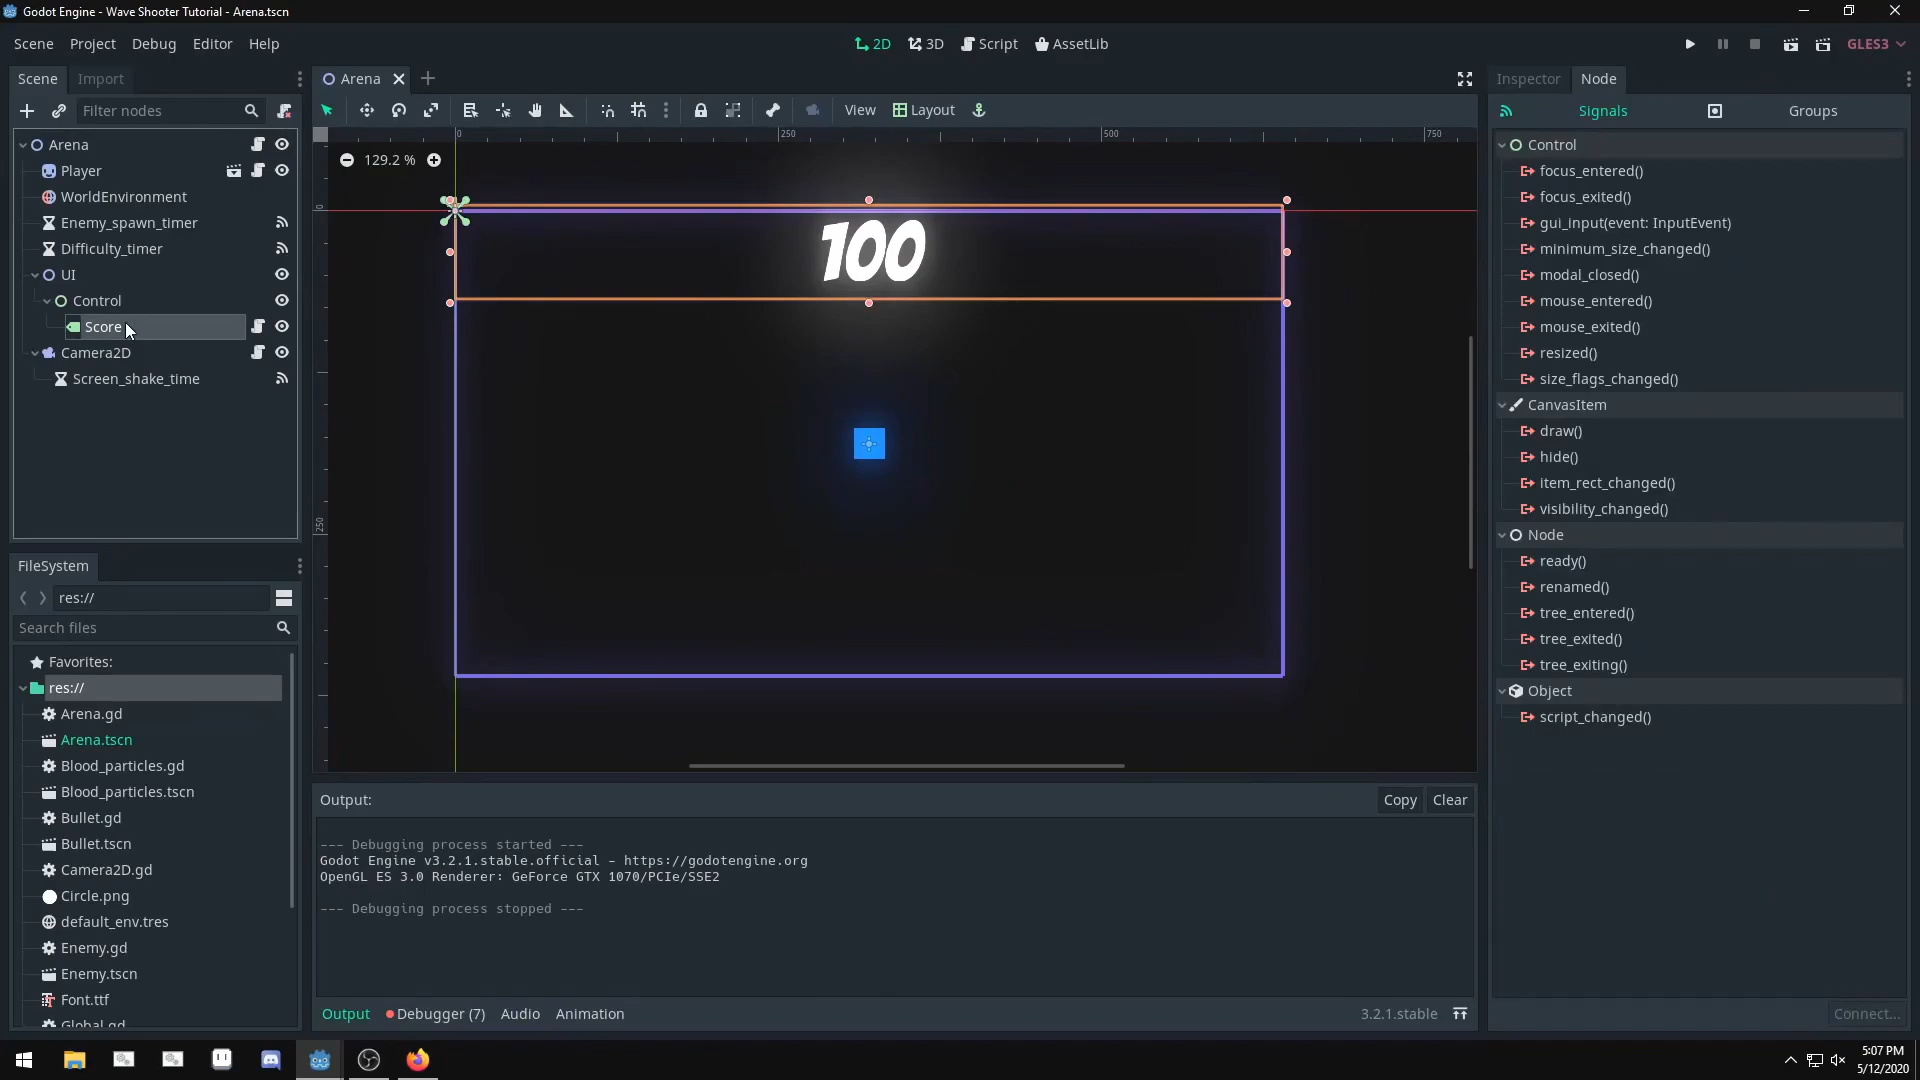 Godot Engine - Wave Shooter Tutorial - Arena.tscn
Scene Project Debug Editor Help
2D 3D Script AssetLib
GLES3
Scene Import
Filter nodes
Arena
Player
WorldEnvironment
Enemy_spawn_timer
Difficulty_timer
UI
Control
Score
Camera2D
Screen_shake_time
FileSystem
res://
Search files
Favorites:
res://
Arena.gd
Arena.tscn
Blood_particles.gd
Blood_particles.tscn
Bullet.gd
Bullet.tscn
Camera2D.gd
Circle.png
default_env.tres
Enemy.gd
Enemy.tscn
Font.ttf
Global.gd
Arena
View Layout
0 250 500 750
129.2 %
0
250
100
Output:
Copy Clear
--- Debugging process started ---
Godot Engine v3.2.1.stable.official - https://godotengine.org
OpenGL ES 3.0 Renderer: GeForce GTX 1070/PCIe/SSE2
--- Debugging process stopped ---
Output Debugger (7) Audio Animation
3.2.1.stable
Inspector Node
Signals Groups
Control
focus_entered()
focus_exited()
gui_input(event: InputEvent)
minimum_size_changed()
modal_closed()
mouse_entered()
mouse_exited()
resized()
size_flags_changed()
CanvasItem
draw()
hide()
item_rect_changed()
visibility_changed()
Node
ready()
renamed()
tree_entered()
tree_exited()
tree_exiting()
Object
script_changed()
Connect...
5:07 PM
5/12/2020